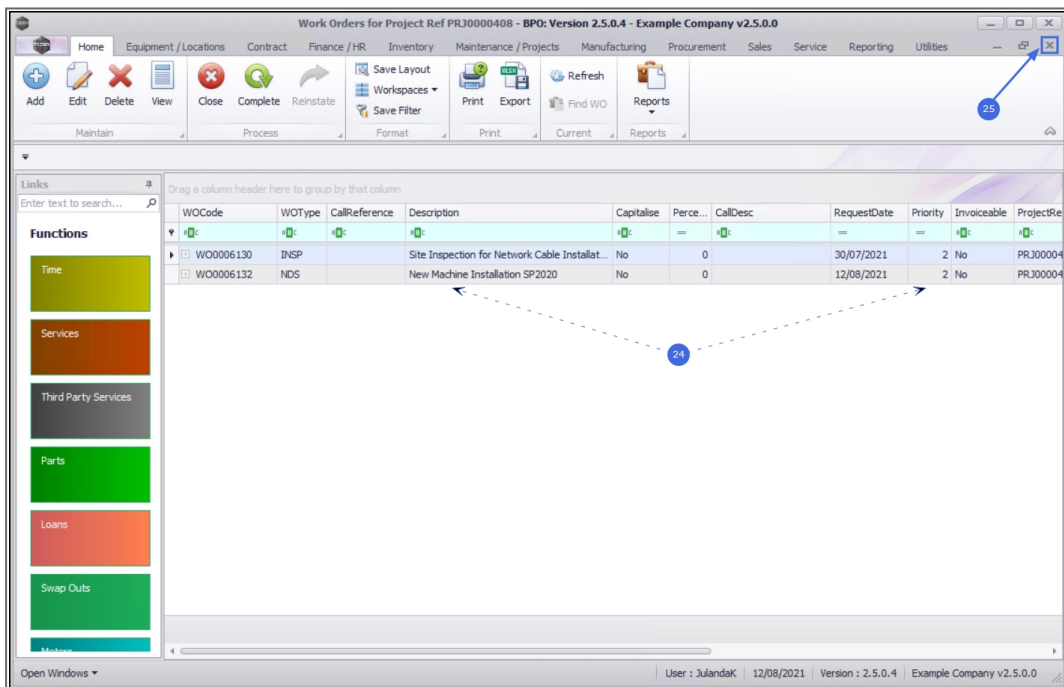 Work Orders for Project Ref PRJ0000408 - BPO: Version 2.5.0.4 - Example Company v2.5.0.0
Home Equipment / Locations Contract Finance / HR Inventory Maintenance / Projects Manufacturing Procurement Sales Service Reporting Utilities
Save Layout
Workspaces
Save Filter
Refresh
Find WO
Add Edit Delete View Close Complete Reinstate Print Export Reports
25
Maintain Process Format Print Current Reports
Links
Enter text to search...
Drag a column header here to group by that column
WOCode WOType CallReference Description Capitalise Perce... CallDesc RequestDate Priority Invoiceable ProjectRe
Functions
WO0006130 INSP Site Inspection for Network Cable Installat... No 0 30/07/2021 2 No PRJ00004
WO0006132 NDS New Machine Installation SP2020 No 0 12/08/2021 2 No PRJ00004
24
Time
Services
Third Party Services
Parts
Loans
Swap Outs
Open Windows
User : JulandaK 12/08/2021 Version : 2.5.0.4 Example Company v2.5.0.0